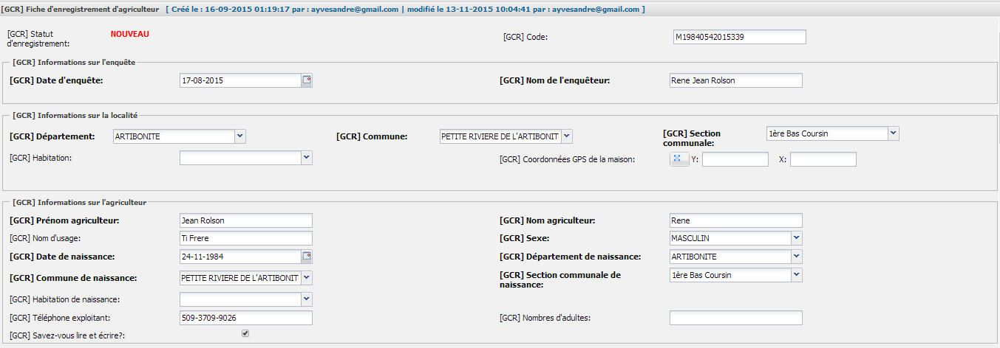 [GCR] Fiche d'enregistrement d'agriculteur [ Créé le : 16-09-2015 01:19:17 par : ayvesandre@gmail.com | modifié le 13-11-2015 10:04:41 par : ayvesandre@gmail.com ]
[GCR] Statut d'enregistrement: NOUVEAU [GCR] Code: M19840542015339
[GCR] Informations sur l'enquête
[GCR] Date d'enquête: 17-08-2015 [GCR] Nom de l'enquêteur: Rene Jean Rolson
[GCR] Informations sur la localité
[GCR] Département: ARTIBONITE [GCR] Commune: PETITE RIVIERE DE L'ARTIBONIT [GCR] Section communale: 1ère Bas Coursin
[GCR] Habitation: [GCR] Coordonnées GPS de la maison: Y: X:
[GCR] Informations sur l'agriculteur
[GCR] Prénom agriculteur: Jean Rolson [GCR] Nom agriculteur: Rene
[GCR] Nom d'usage: Ti Frere [GCR] Sexe: MASCULIN
[GCR] Date de naissance: 24-11-1984 [GCR] Département de naissance: ARTIBONITE
[GCR] Commune de naissance: PETITE RIVIERE DE L'ARTIBONIT [GCR] Section communale de naissance: 1ère Bas Coursin
[GCR] Habitation de naissance:
[GCR] Téléphone exploitant: 509-3709-9026 [GCR] Nombres d'adultes:
[GCR] Savez-vous lire et écrire?: